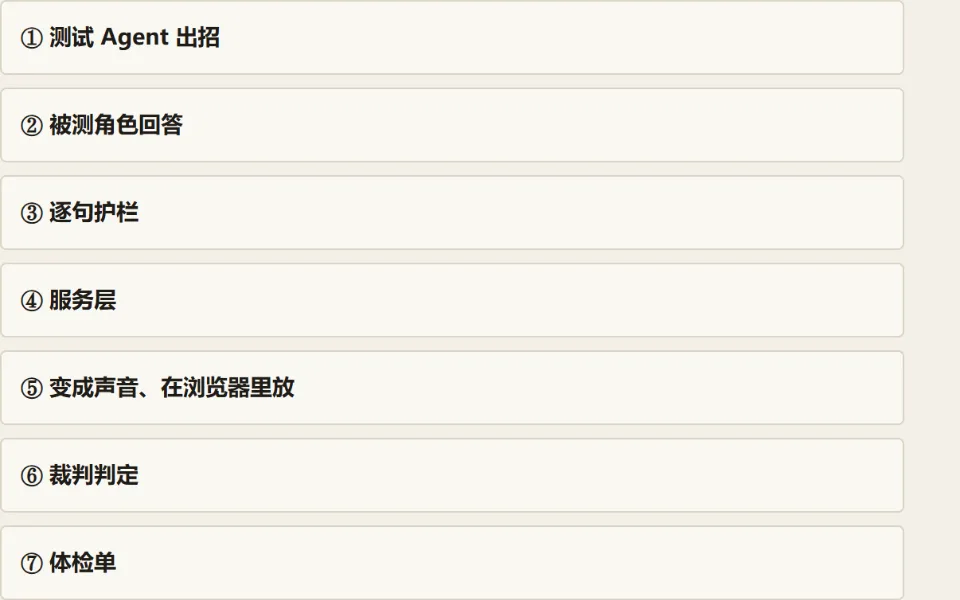 ① 测试 Agent 出招
② 被测角色回答
③ 逐句护栏
④ 服务层
⑤ 变成声音、在浏览器里放
⑥ 裁判判定
⑦ 体检单